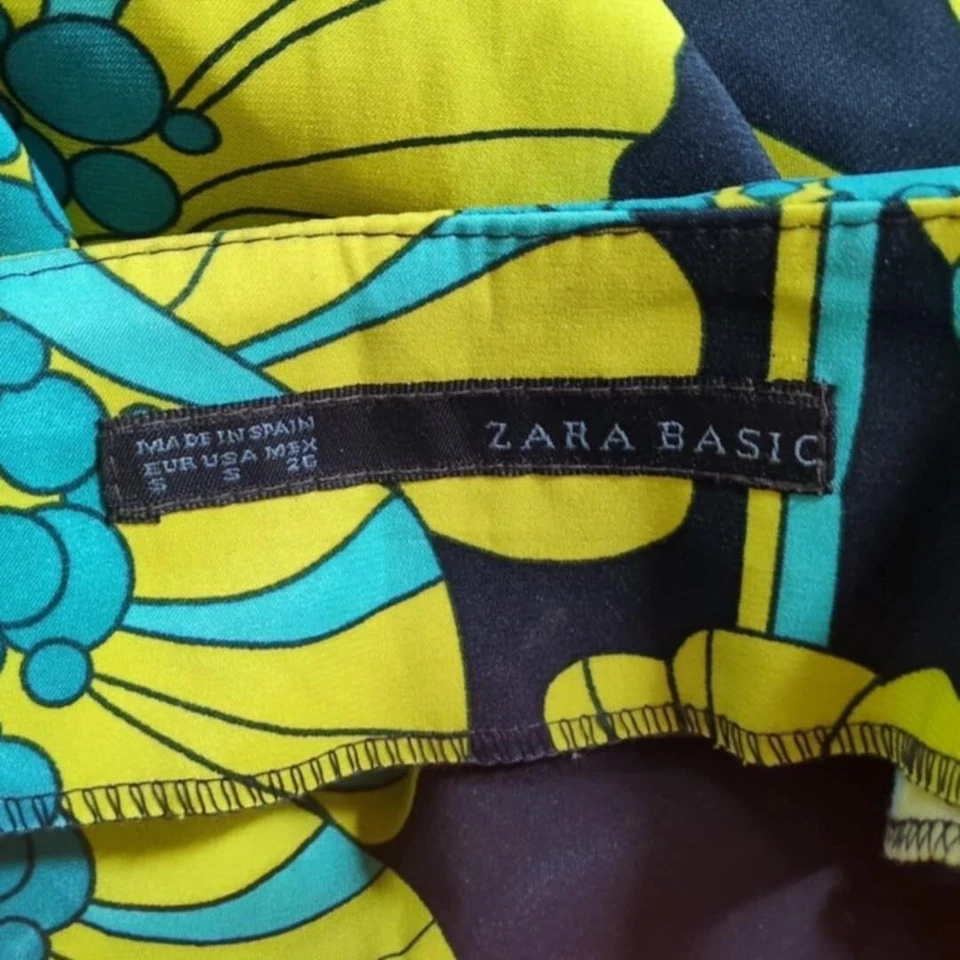 MADE IN SPAIN
EUR USA MEX
S S 26
ZARA BASIC